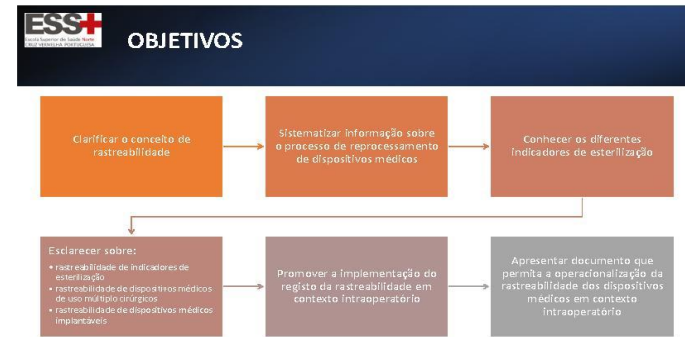 ESS+
Escola Superior de Saúde Norte
CRUZ VERMELHA PORTUGUESA
OBJETIVOS
Clarificar o conceito de
rastreabilidade
Sistematizar informação sobre
o processo de reprocessamento
de dispositivos médicos
Conhecer os diferentes
indicadores de esterilização
Esclarecer sobre:
• rastreabilidade de indicadores de
esterilização
• rastreabilidade de dispositivos médicos
de uso múltiplo cirúrgicos
• rastreabilidade de dispositivos médicos
implantáveis
Promover a implementação do
registo da rastreabilidade em
contexto intraoperatório
Apresentar documento que
permita a operacionalização da
rastreabilidade dos dispositivos
médicos em contexto
intraoperatório